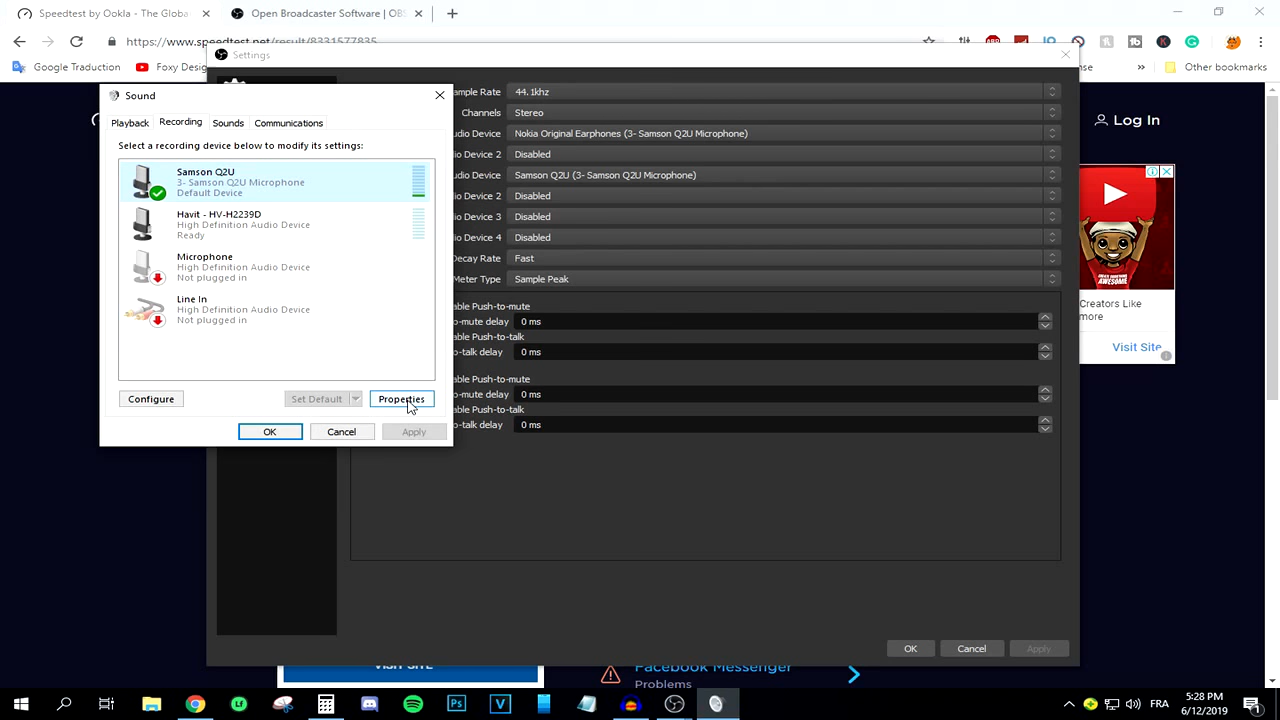 Speedtest by Ookla - The Globa
Open Broadcaster Software | OBS
https://www.speedtest.net/result/8331577835
Google Traduction
Foxy Desig
Other bookmarks
Settings
Sound
Playback
Recording
Sounds
Communications
Select a recording device below to modify its settings:
Samson Q2U
3- Samson Q2U Microphone
Default Device
Havit - HV-H2239D
High Definition Audio Device
Ready
Microphone
High Definition Audio Device
Not plugged in
Line In
High Definition Audio Device
Not plugged in
Configure
Set Default
Properties
OK
Cancel
Apply
ample Rate
44.1khz
Channels
Stereo
udio Device
Nokia Original Earphones (3- Samson Q2U Microphone)
io Device 2
Disabled
udio Device
Samson Q2U (3- Samson Q2U Microphone)
io Device 2
Disabled
io Device 3
Disabled
io Device 4
Disabled
Decay Rate
Fast
Meter Type
Sample Peak
able Push-to-mute
o-mute delay
0 ms
able Push-to-talk
o-talk delay
0 ms
able Push-to-mute
o-mute delay
0 ms
able Push-to-talk
o-talk delay
0 ms
OK
Cancel
Apply
Log In
CREATORS ARE AWESOME
Creators Like
more
Visit Site
VISIT SITE
Facebook Messenger
Problems
FRA
5:28 PM
6/12/2019